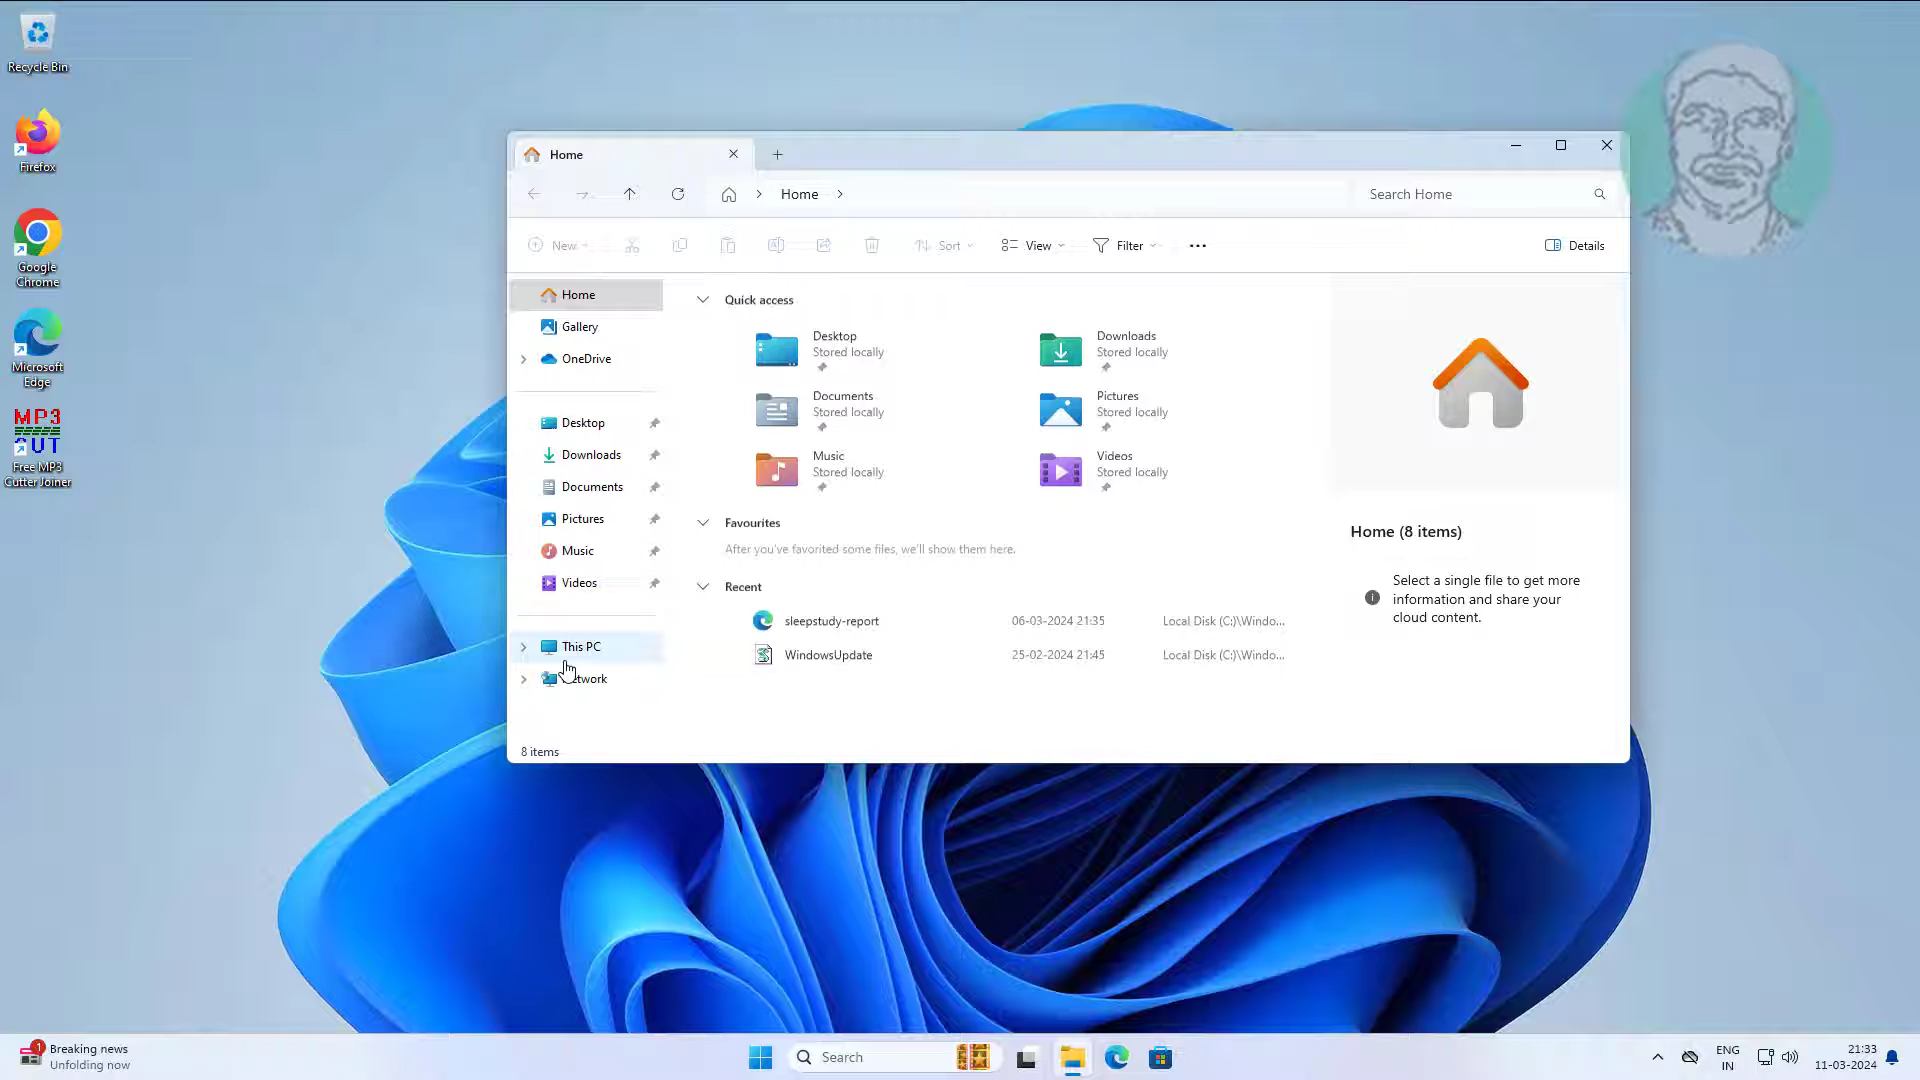 Recycle Bin
Firefox
Google
Chrome
Microsoft
Edge
MP3
CUT
Free MP3
Cutter Joiner
Home
Home
Search Home
New
Sort
View
Filter
Details
Home
Gallery
OneDrive
Desktop
Downloads
Documents
Pictures
Music
Videos
This PC
8 items
Quick access
Desktop
Stored locally
Downloads
Stored locally
Documents
Stored locally
Pictures
Stored locally
Music
Stored locally
Videos
Stored locally
Favourites
After you've favorited some files, we'll show them here.
Recent
sleepstudy-report 06-03-2024 21:35 Local Disk (C:)\Windo...
WindowsUpdate 25-02-2024 21:45 Local Disk (C:)\Windo...
Home (8 items)
Select a single file to get more
information and share your
cloud content.
1
Breaking news
Unfolding now
Search
ENG
IN
21:33
11-03-2024